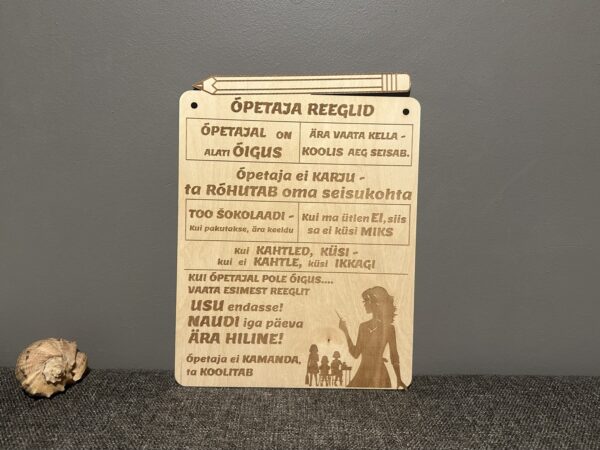 ÕPETAJA REEGLID
ÕPETAJAL ON
ALATI ÕIGUS
ÄRA VAATA KELLA -
KOOLIS AEG SEISAB.
Õpetaja ei KARJU -
ta RÕHUTAB oma seisukohta
TOO ŠOKOLAADI -
Kui pakutakse, ära keeldu
Kui ma ütlen EI, siis
sa ei küsi MIKS
Kui KAHTLED, KÜSI -
kui ei KAHTLE, küsi IKKAGI
KUI ÕPETAJAL POLE ÕIGUS....
VAATA ESIMEST REEGLIT
USU endasse!
NAUDI iga päeva
ÄRA HILINE!
Õpetaja ei KAMANDA,
ta KOOLITAB